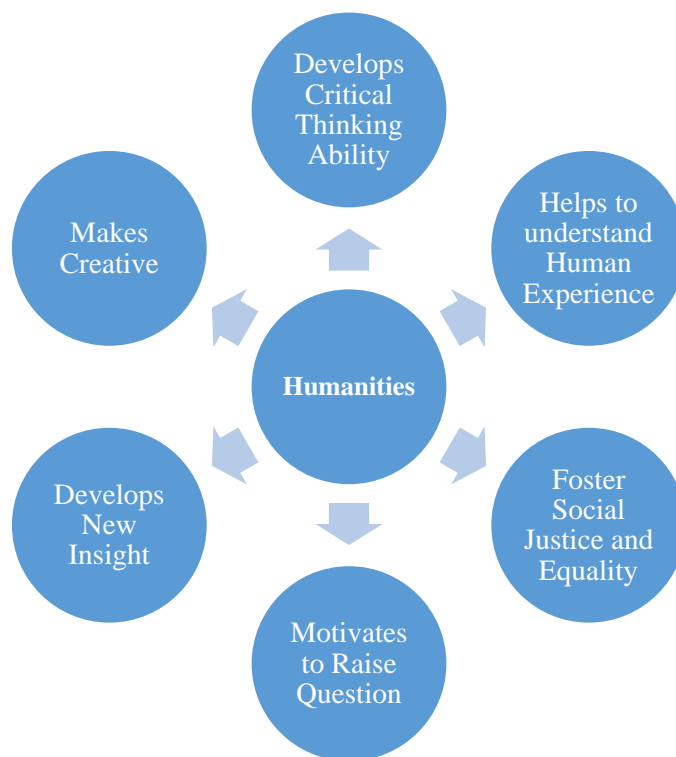 Develops
Critical
Thinking
Ability
Helps to
understand
Human
Experience
Foster
Social
Justice and
Equality
Motivates
to Raise
Question
Develops
New
Insight
Makes
Creative
Humanities